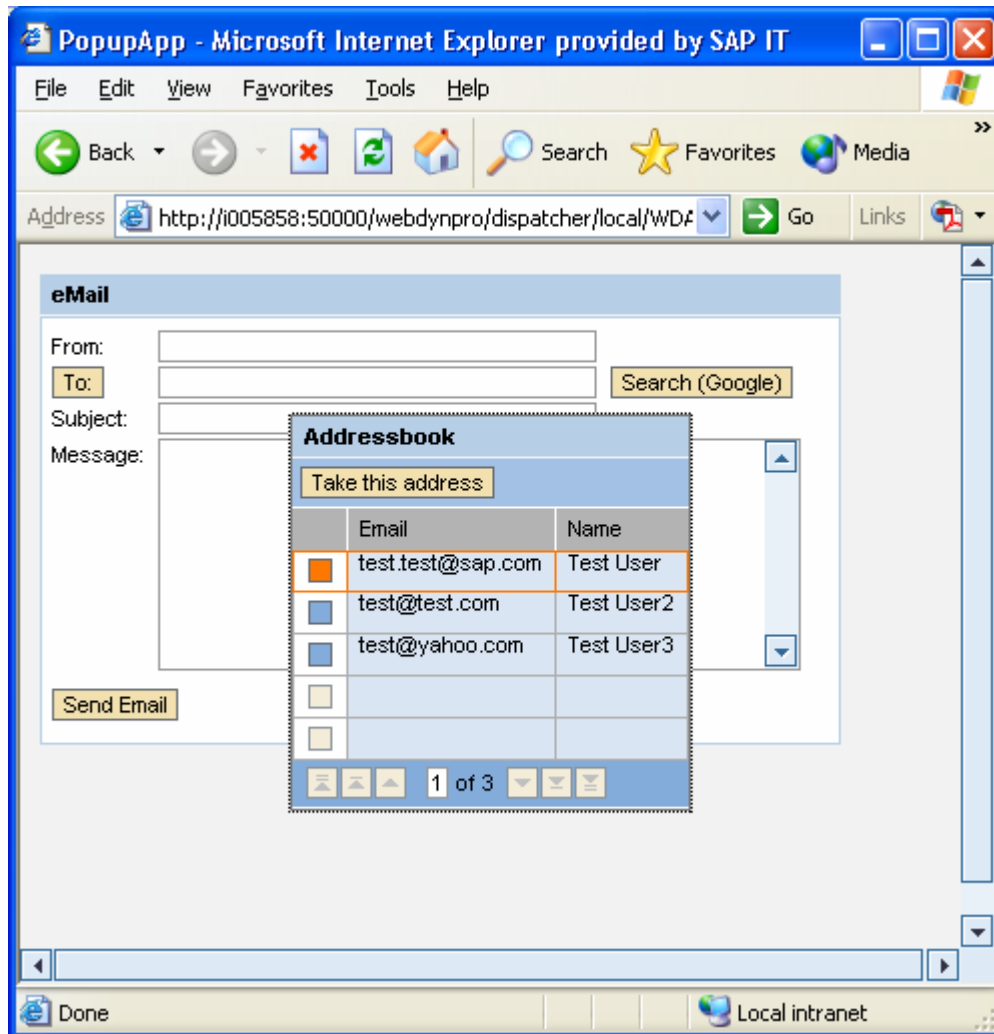 PopupApp - Microsoft Internet Explorer provided by SAP IT
File Edit View Favorites Tools Help
Back Search Favorites Media »
Address http://i005858:50000/webdynpro/dispatcher/local/WDA Go Links
eMail
From:
To: Search (Google)
Subject:
Message:
Addressbook
Take this address
Email Name
test.test@sap.com Test User
test@test.com Test User2
test@yahoo.com Test User3
Send Email
1 of 3
Done Local intranet